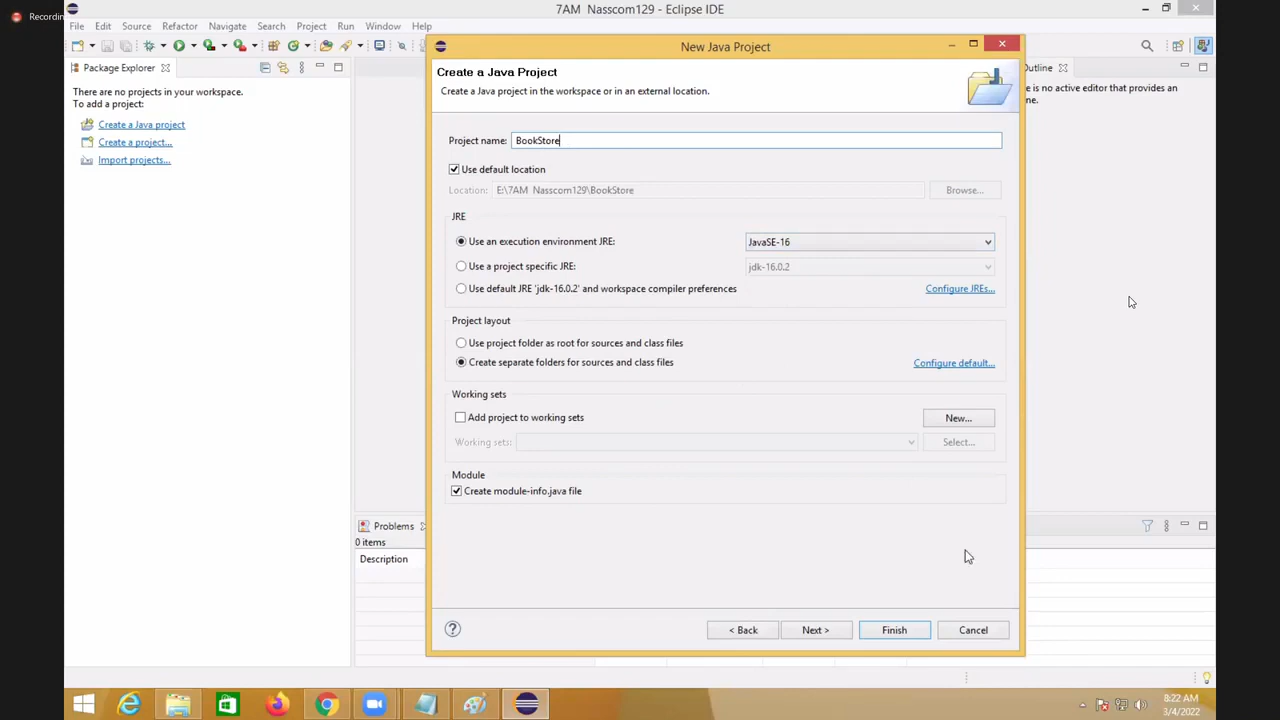 Recordin
7AM Nasscom129 - Eclipse IDE
File Edit Source Refactor Navigate Search Project Run Window Help
Package Explorer
There are no projects in your workspace.
To add a project:
Create a Java project
Create a project...
Import projects...
New Java Project
Create a Java Project
Create a Java project in the workspace or in an external location.
Project name: BookStore
Use default location
Location: E:\7AM Nasscom129\BookStore Browse...
JRE
Use an execution environment JRE: JavaSE-16
Use a project specific JRE: jdk-16.0.2
Use default JRE 'jdk-16.0.2' and workspace compiler preferences Configure JREs...
Project layout
Use project folder as root for sources and class files
Create separate folders for sources and class files Configure default...
Working sets
Add project to working sets New...
Working sets: Select...
Module
Create module-info.java file
? < Back Next > Finish Cancel
Outline
e is no active editor that provides an
ne.
Problems
0 items
Description
8:22 AM
3/4/2022